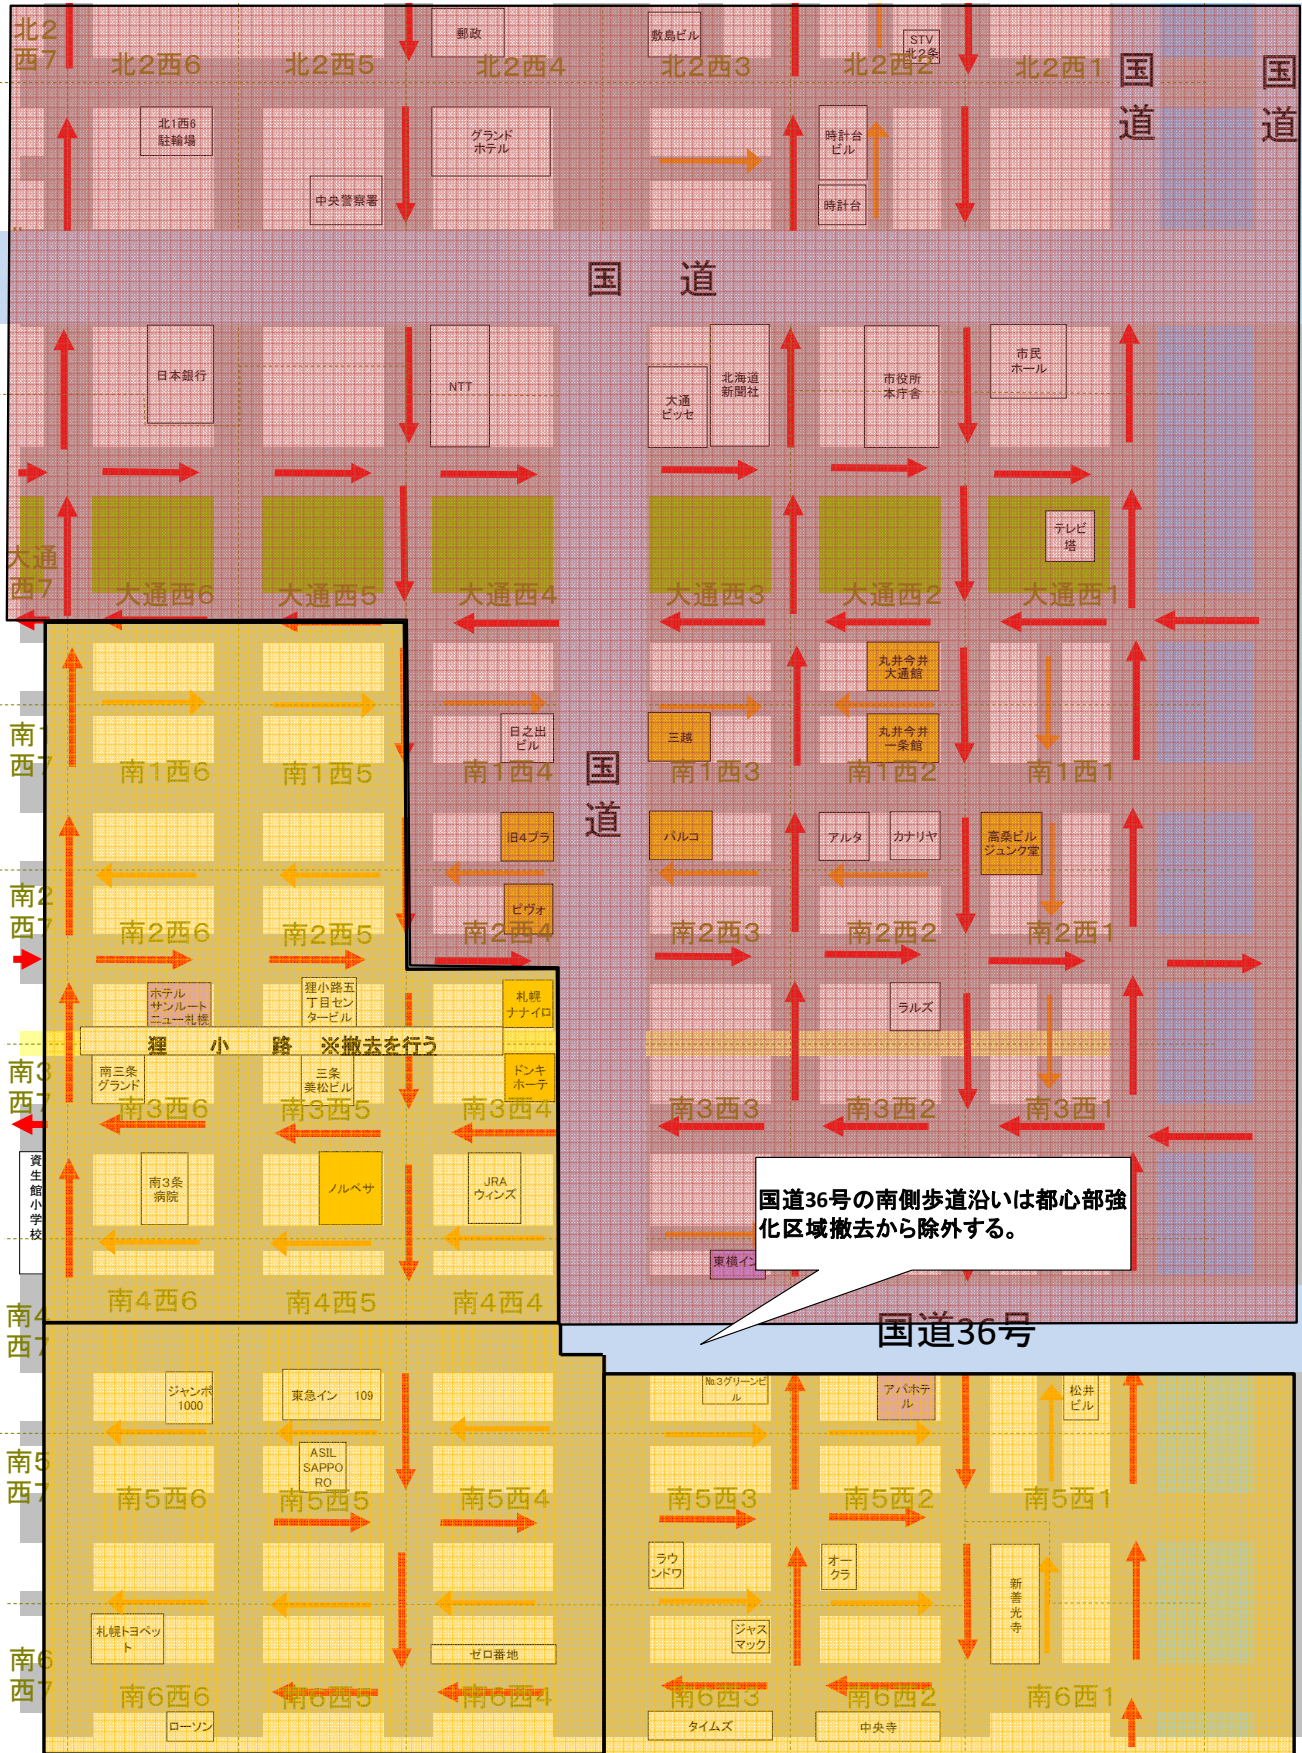 北2
西7
北2西6
北2西5
郵政
北2西4
敷島ビル
北2西3
STV
北2条
北2西2
北2西1
国
道
国
道
北1西6
駐輪場
中央警察署
グランド
ホテル
時計台
ビル
時計台
国 道
日本銀行
NTT
大通
ビッセ
北海道
新聞社
市役所
本庁舎
市民
ホール
テレビ
塔
大通
西7
大通西6
大通西5
大通西4
大通西3
大通西2
大通西1
丸井今井
大通館
南1
西7
日之出
ビル
三越
丸井今井
一条館
南1西6
南1西5
南1西4
国
道
南1西3
南1西2
南1西1
旧4プラ
パルコ
アルタ
カナリヤ
高桑ビル
ジュンク堂
南2
西7
ピヴォ
南2西6
南2西5
南2西4
南2西3
南2西2
南2西1
ホテル
サンルート
ニュー札幌
狸小路五
丁目セン
タービル
札幌
ナナイロ
ラルズ
狸 小 路 ※撤去を行う
南3
西7
南三条
グランド
三条
美松ビル
ドンキ
ホーテ
南3西6
南3西5
南3西4
南3西3
南3西2
南3西1
資
生
館
小
学
校
南3条
病院
ノルベサ
JRA
ウィンズ
国道36号の南側歩道沿いは都心部強
化区域撤去から除外する。
東横イン
南4
西7
南4西6
南4西5
南4西4
国道36号
ジャンボ
1000
東急イン 109
No.3グリーンビ
ル
アパホテ
ル
松井
ビル
南5
西7
ASIL
SAPPO
RO
南5西6
南5西5
南5西4
南5西3
南5西2
南5西1
ラウ
ンドワ
オー
クラ
新
善
光
寺
札幌トヨペッ
ト
ゼロ番地
ジャス
マック
南6
西7
南6西6
南6西5
南6西4
南6西3
南6西2
南6西1
ローソン
タイムズ
中央寺